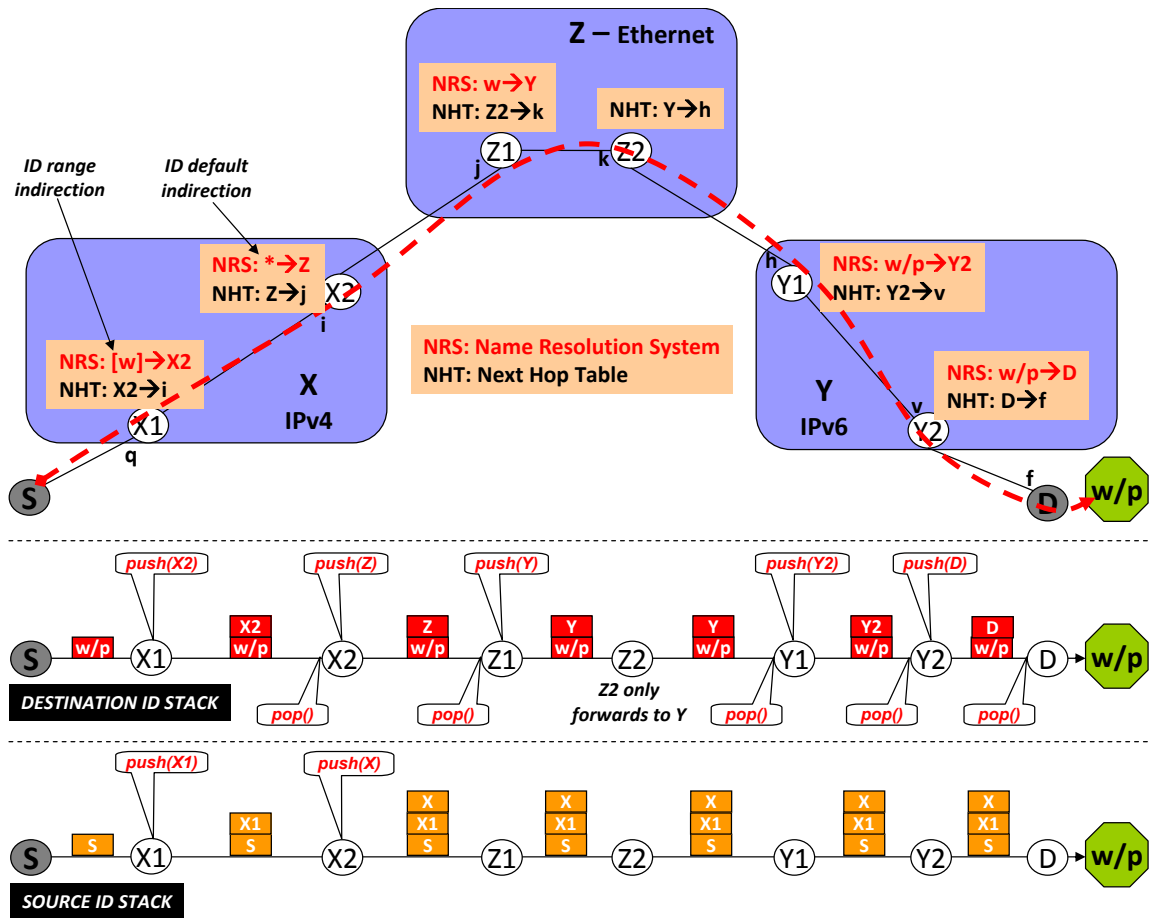 Z – Ethernet
NRS: w→Y
NHT: Z2→k
NHT: Y→h
Z1
Z2
j
k
ID range
indirection
ID default
indirection
NRS: *→Z
NHT: Z→j
X2
i
NRS: [w]→X2
NHT: X2→i
X
IPv4
X1
q
S
NRS: Name Resolution System
NHT: Next Hop Table
h
Y1
NRS: w/p→Y2
NHT: Y2→v
NRS: w/p→D
NHT: D→f
Y
IPv6
v
Y2
f
D
w/p
push(X2)
push(Z)
push(Y)
push(Y2)
push(D)
X2
Z
Y
Y
Y2
D
w/p
w/p
w/p
w/p
w/p
w/p
w/p
S
X1
X2
Z1
Z2
Y1
Y2
D
w/p
DESTINATION ID STACK
Z2 only
forwards to Y
pop()
pop()
pop()
pop()
pop()
push(X1)
push(X)
X
X
X
X
X
X1
X1
X1
X1
X1
X1
S
S
S
S
S
S
S
S
X1
X2
Z1
Z2
Y1
Y2
D
w/p
SOURCE ID STACK